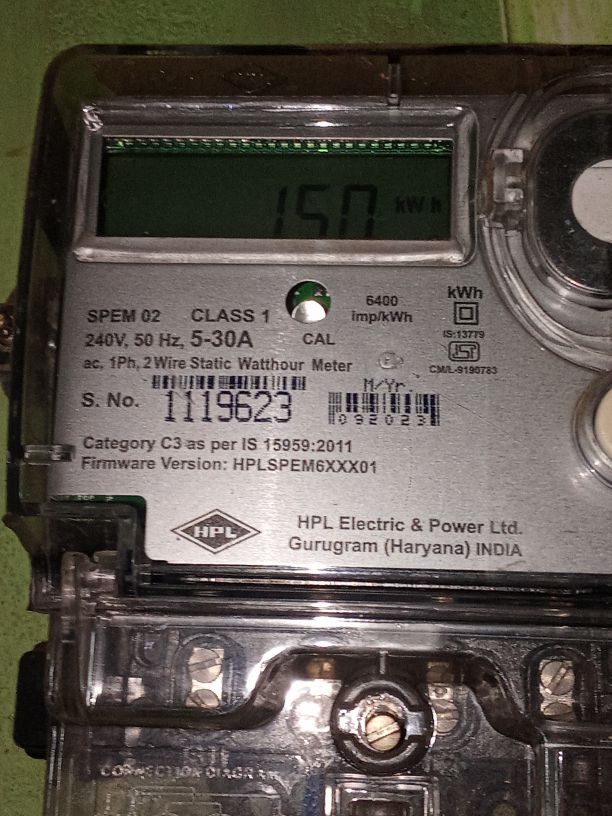 150 kWh
SPEM 02 CLASS 1
240V, 50 Hz, 5-30A
CAL
6400
imp/kWh
kWh
IS:13779
CM/L-9190783
ac, 1Ph, 2 Wire Static Watthour Meter
S. No. 1119623
M/Yr.
092023
Category C3 as per IS 15959:2011
Firmware Version: HPLSPEM6XXX01
HPL
HPL Electric & Power Ltd.
Gurugram (Haryana) INDIA
CONNECTION DIAGRAM